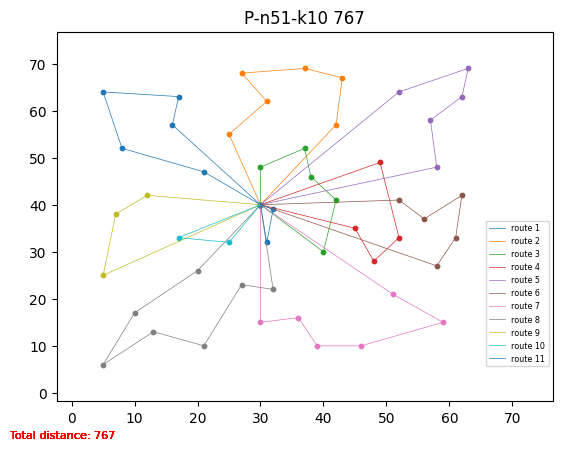 P-n51-k10 767
70
60
50
40
30
20
10
0
route 1
route 2
route 3
route 4
route 5
route 6
route 7
route 8
route 9
route 10
route 11
0 10 20 30 40 50 60 70
Total distance: 767